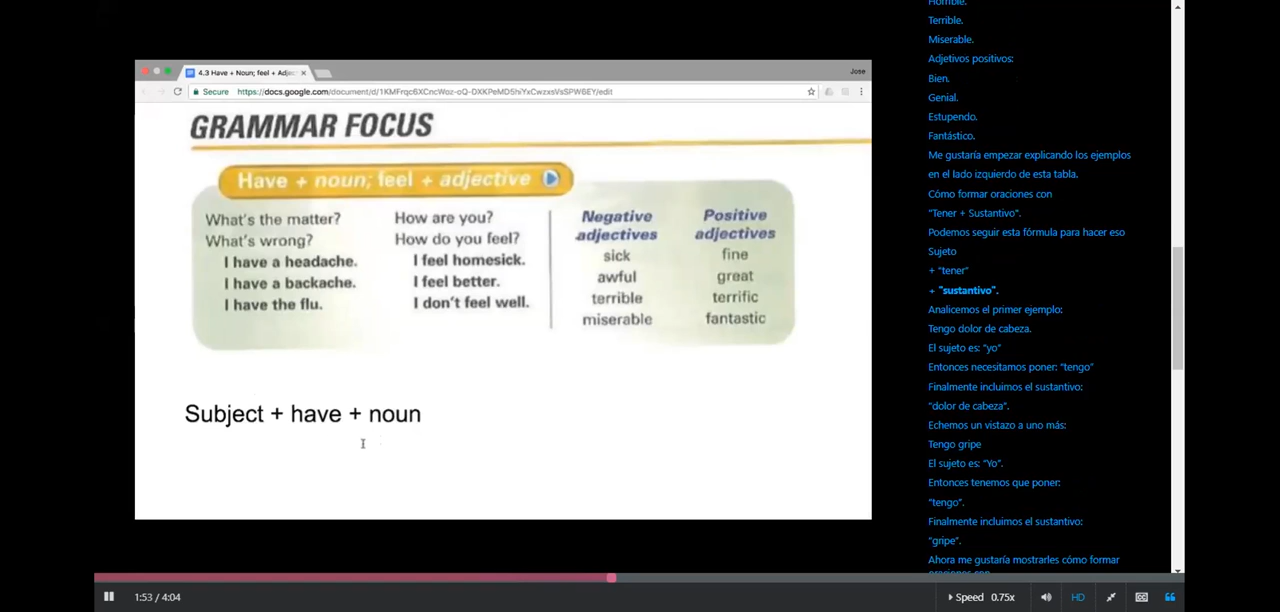 4.3 Have + Noun; feel + Adjec
Jose
Secure
https://docs.google.com/document/d/1KMFrqc6XCncWoz-oQ-DXKPeMD5hiYxCwzxsVsSPW6EY/edit
GRAMMAR FOCUS
Have + noun; feel + adjective
What's the matter?
What's wrong?
I have a headache.
I have a backache.
I have the flu.
How are you?
How do you feel?
I feel homesick.
I feel better.
I don't feel well.
Negative
adjectives
sick
awful
terrible
miserable
Positive
adjectives
fine
great
terrific
fantastic
Subject + have + noun
Horrible.
Terrible.
Miserable.
Adjetivos positivos:
Bien.
Genial.
Estupendo.
Fantástico.
Me gustaría empezar explicando los ejemplos
en el lado izquierdo de esta tabla.
Cómo formar oraciones con
"Tener + Sustantivo".
Podemos seguir esta fórmula para hacer eso
Sujeto
+ "tener"
+ "sustantivo".
Analicemos el primer ejemplo:
Tengo dolor de cabeza.
El sujeto es: "yo"
Entonces necesitamos poner: "tengo"
Finalmente incluimos el sustantivo:
"dolor de cabeza".
Echemos un vistazo a uno más:
Tengo gripe
El sujeto es: "Yo".
Entonces tenemos que poner:
"tengo".
Finalmente incluimos el sustantivo:
"gripe".
Ahora me gustaría mostrarles cómo formar
oraciones con
1:53 / 4:04
Speed 0.75x
HD
CC